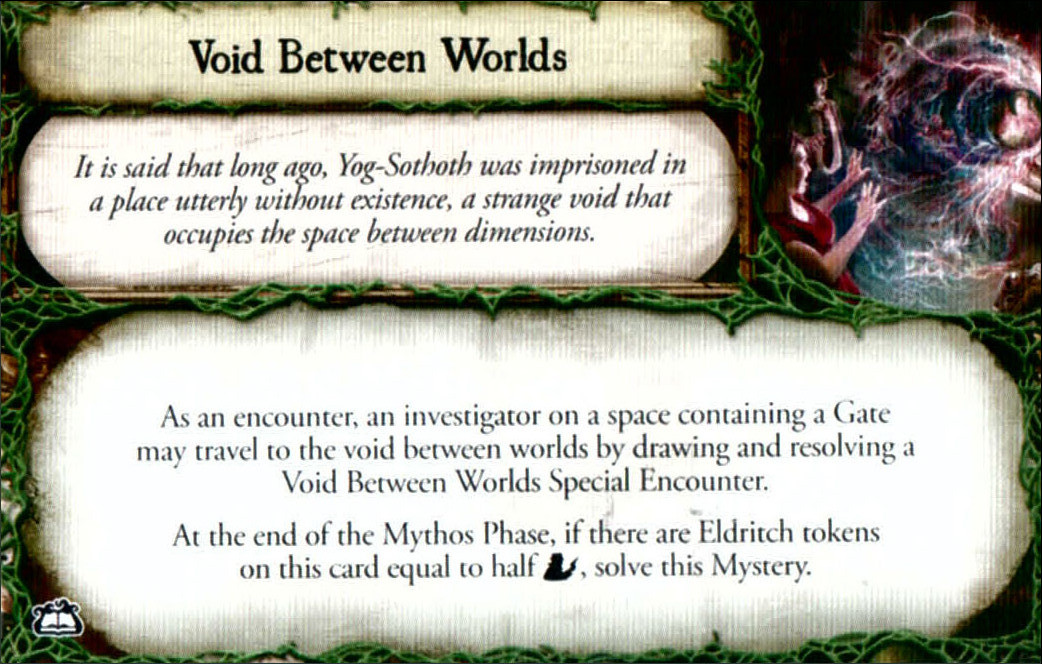 Void Between Worlds
It is said that long ago, Yog-Sothoth was imprisoned in
a place utterly without existence, a strange void that
occupies the space between dimensions.
As an encounter, an investigator on a space containing a Gate
may travel to the void between worlds by drawing and resolving a
Void Between Worlds Special Encounter.
At the end of the Mythos Phase, if there are Eldritch tokens
on this card equal to half , solve this Mystery.